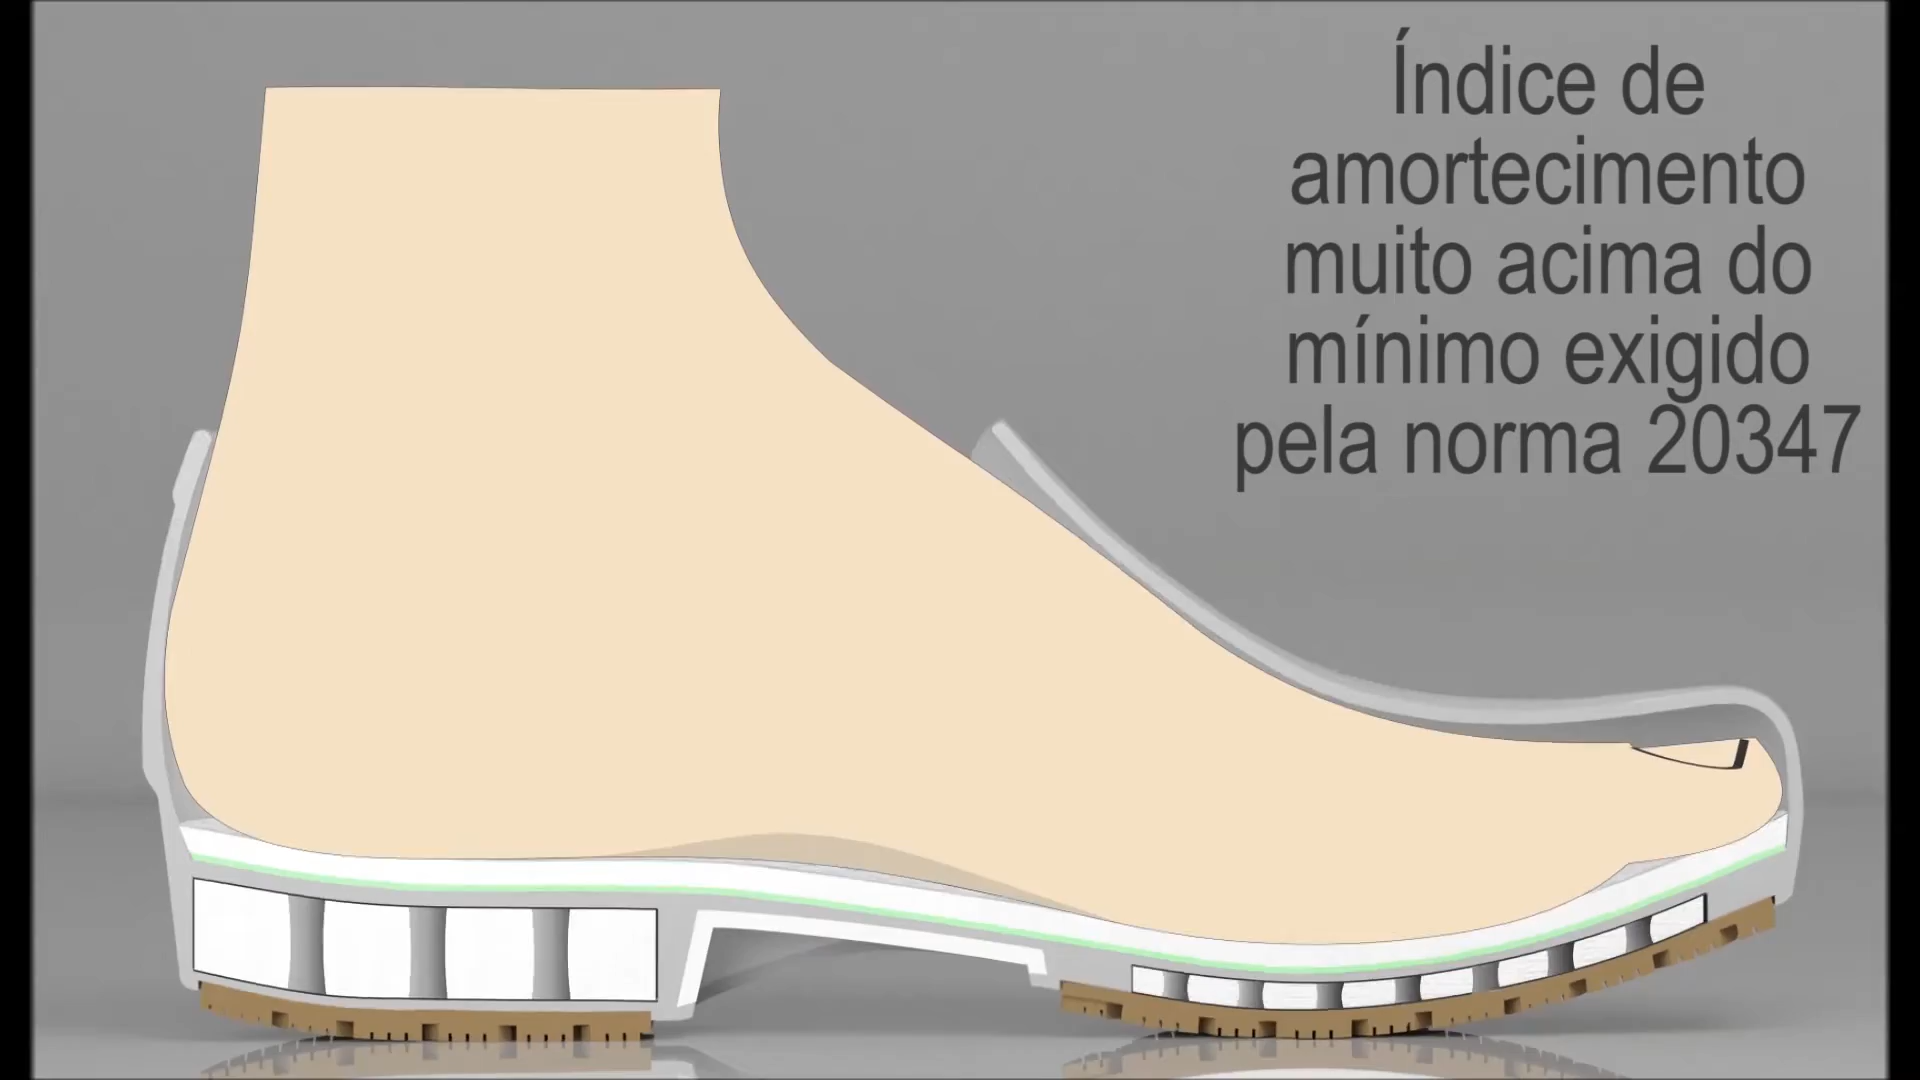 Índice de
amortecimento
muito acima do
mínimo exigido
pela norma 20347